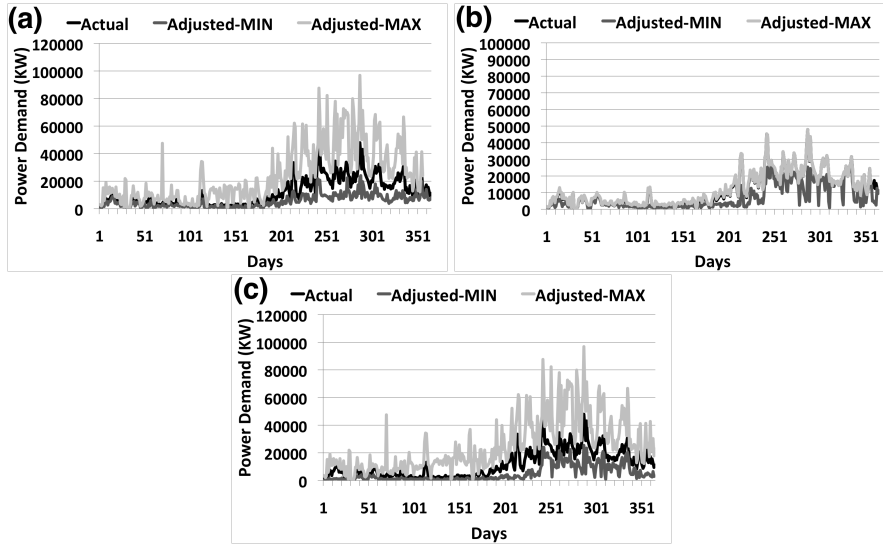 (a)
Actual Adjusted-MIN Adjusted-MAX
Power Demand (KW)
120000
100000
80000
60000
40000
20000
0
1 51 101 151 201 251 301 351
Days
(b)
Actual Adjusted-MIN Adjusted-MAX
Power Demand (KW)
100000
90000
80000
70000
60000
50000
40000
30000
20000
10000
0
1 51 101 151 201 251 301 351
Days
(c)
Actual Adjusted-MIN Adjusted-MAX
Power Demand (KW)
120000
100000
80000
60000
40000
20000
0
1 51 101 151 201 251 301 351
Days